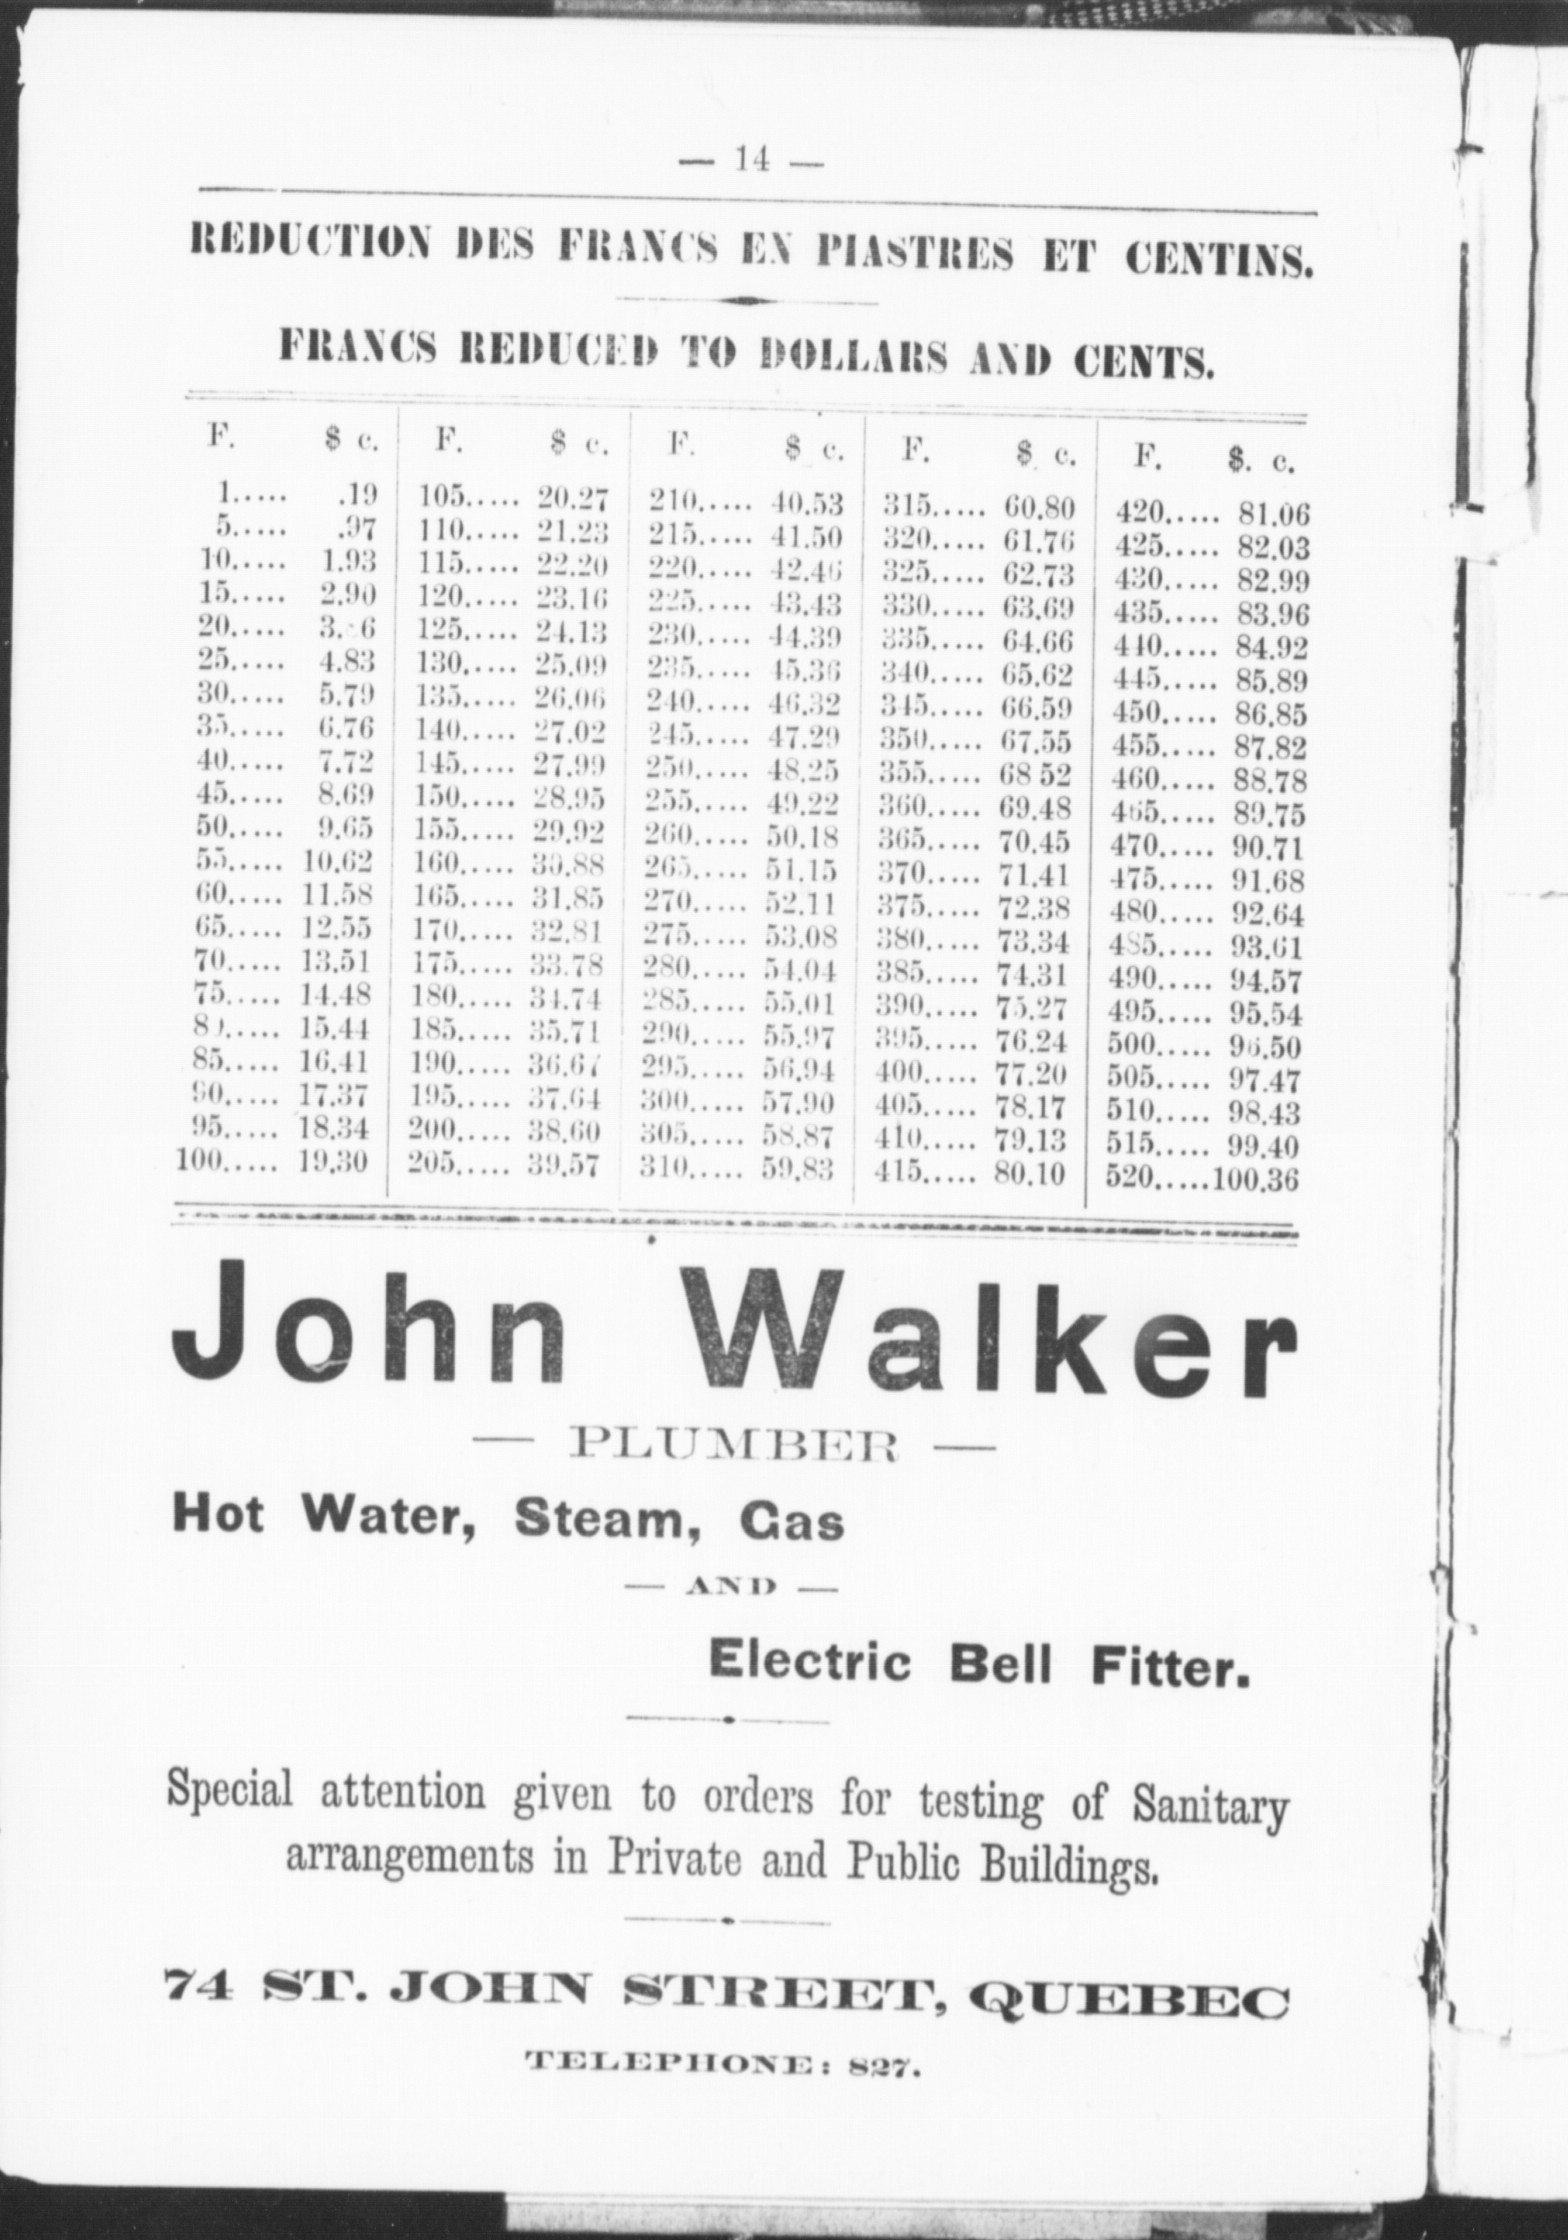 — 14 —
REDUCTION DES FRANCS EN PIASTRES ET CENTINS.
FRANCS REDUCED TO DOLLARS AND CENTS.
F. $ c. F. $ c. F. $ c. F. $ c. F. $. c.
1..... .19 105..... 20.27 210..... 40.53 315..... 60.80 420..... 81.06
5..... .97 110..... 21.23 215..... 41.50 320..... 61.76 425..... 82.03
10..... 1.93 115..... 22.20 220..... 42.46 325..... 62.73 430..... 82.99
15..... 2.90 120..... 23.16 225..... 43.43 330..... 63.69 435..... 83.96
20..... 125..... 24.13 230..... 44.39 335..... 64.66 440..... 84.92
25..... 4.83 130..... 25.09 235..... 45.36 340..... 65.62 445..... 85.89
30..... 5.79 135..... 26.06 240..... 46.32 345..... 66.59 450..... 86.85
35..... 6.76 140..... 27.02 245..... 47.29 350..... 67.55 455..... 87.82
40..... 7.72 145..... 27.99 250..... 48.25 355..... 68 52 460..... 88.78
45..... 8.69 150..... 28.95 255..... 49.22 360..... 69.48 465..... 89.75
50..... 9.65 155..... 29.92 260..... 50.18 365..... 70.45 470..... 90.71
55..... 10.62 160..... 30.88 265..... 51.15 370..... 71.41 475..... 91.68
60..... 11.58 165..... 31.85 270..... 52.11 375..... 72.38 480..... 92.64
65..... 12.55 170..... 32.81 275..... 53.08 380..... 73.34 485..... 93.61
70..... 13.51 175..... 33.78 280..... 54.04 385..... 74.31 490..... 94.57
75..... 14.48 180..... 34.74 285..... 55.01 390..... 75.27 495..... 95.54
80..... 15.44 185..... 35.71 290..... 55.97 395..... 76.24 500..... 96.50
85..... 16.41 190..... 36.67 295..... 56.94 400..... 77.20 505..... 97.47
90..... 17.37 195..... 37.64 300..... 57.90 405..... 78.17 510..... 98.43
95..... 18.34 200..... 38.60 305..... 58.87 410..... 79.13 515..... 99.40
100..... 19.30 205..... 39.57 310..... 59.83 415..... 80.10 520.....100.36
John Walker
— PLUMBER —
Hot Water, Steam, Gas
— AND —
Electric Bell Fitter.
Special attention given to orders for testing of Sanitary
arrangements in Private and Public Buildings.
74 ST. JOHN STREET, QUEBEC
TELEPHONE: 827.